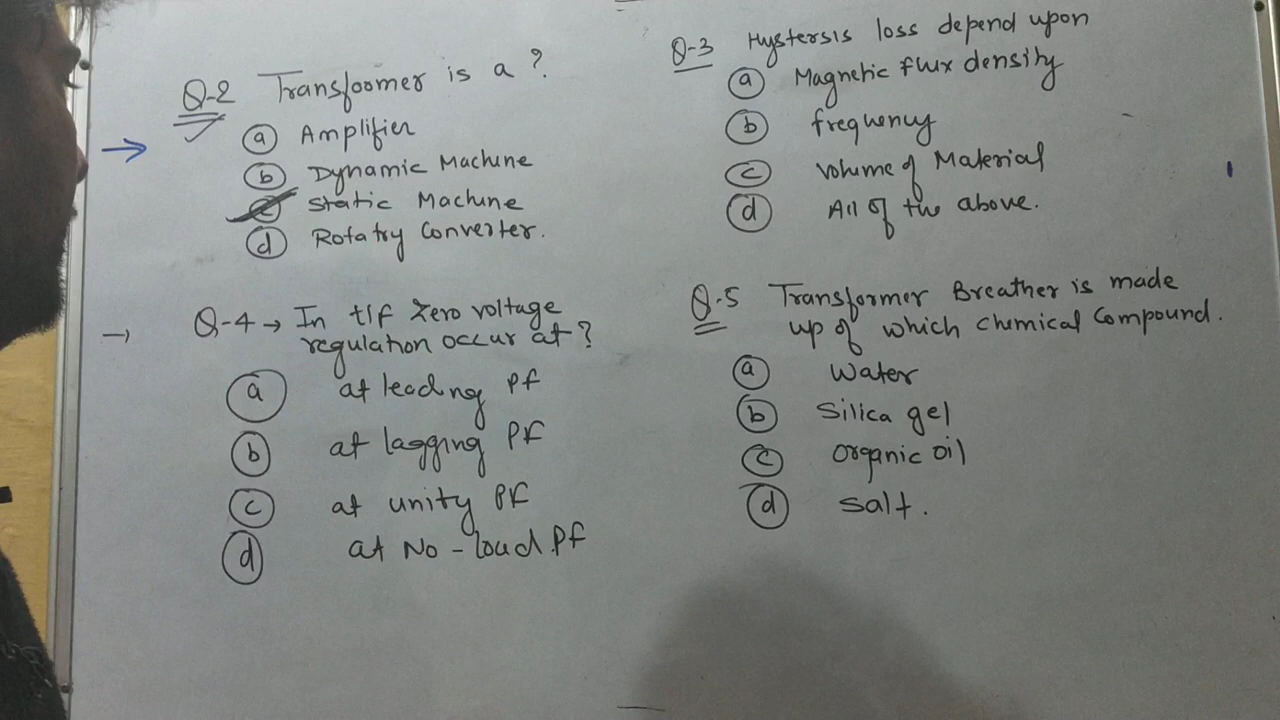 Q-2 Transfoomer is a ?
(a) Amplifier
(b) Dynamic Machine
(c) Static Machine
(d) Rotatry Converter.
Q-3 Hystersis loss depend upon
(a) Magnetic flux density
(b) frequency
(c) Volume of Material
(d) All of the above.
Q-4 → In t/f Zero voltage
regulation occur at ?
(a) at leading Pf
(b) at lagging PF
(c) at unity PF
(d) at No-load Pf
Q-5 Transformer Breather is made
up of which chemical Compound.
(a) Water
(b) Silica gel
(c) Organic oil
(d) Salt.